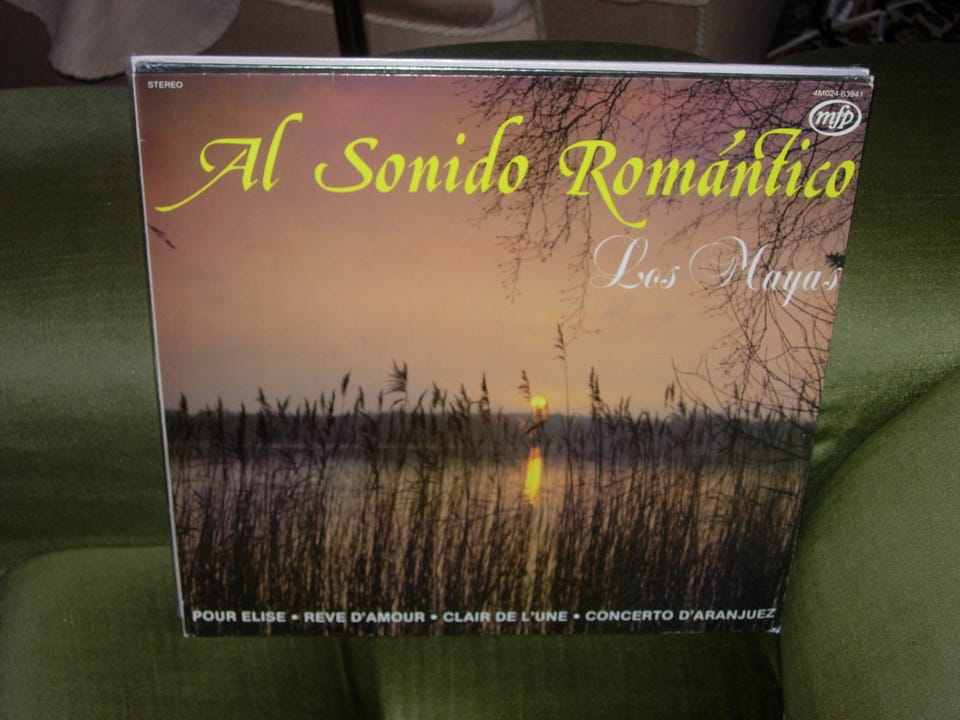 STEREO
4M024-63941
mfp
Al Sonido Romántico
Los Mayas
POUR ELISE • REVE D'AMOUR • CLAIR DE L'UNE • CONCERTO D'ARANJUEZ